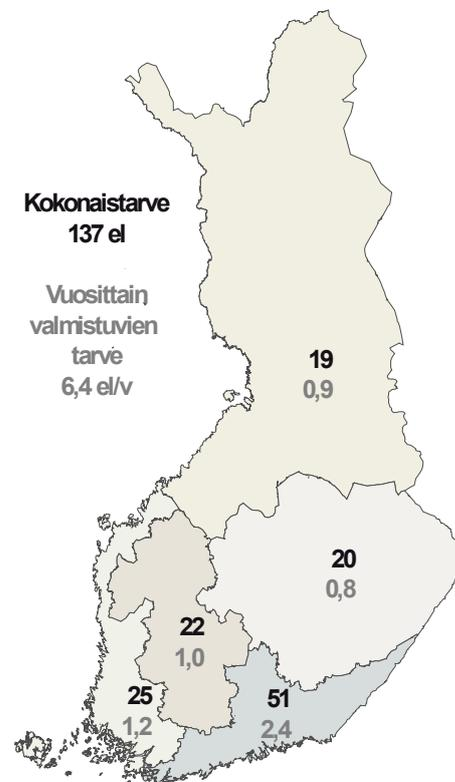 Kokonaistarve
137 el
Vuosittain
valmistuvien
tarve
6,4 el/v
19
0,9
20
0,8
22
1,0
25
1,2
51
2,4